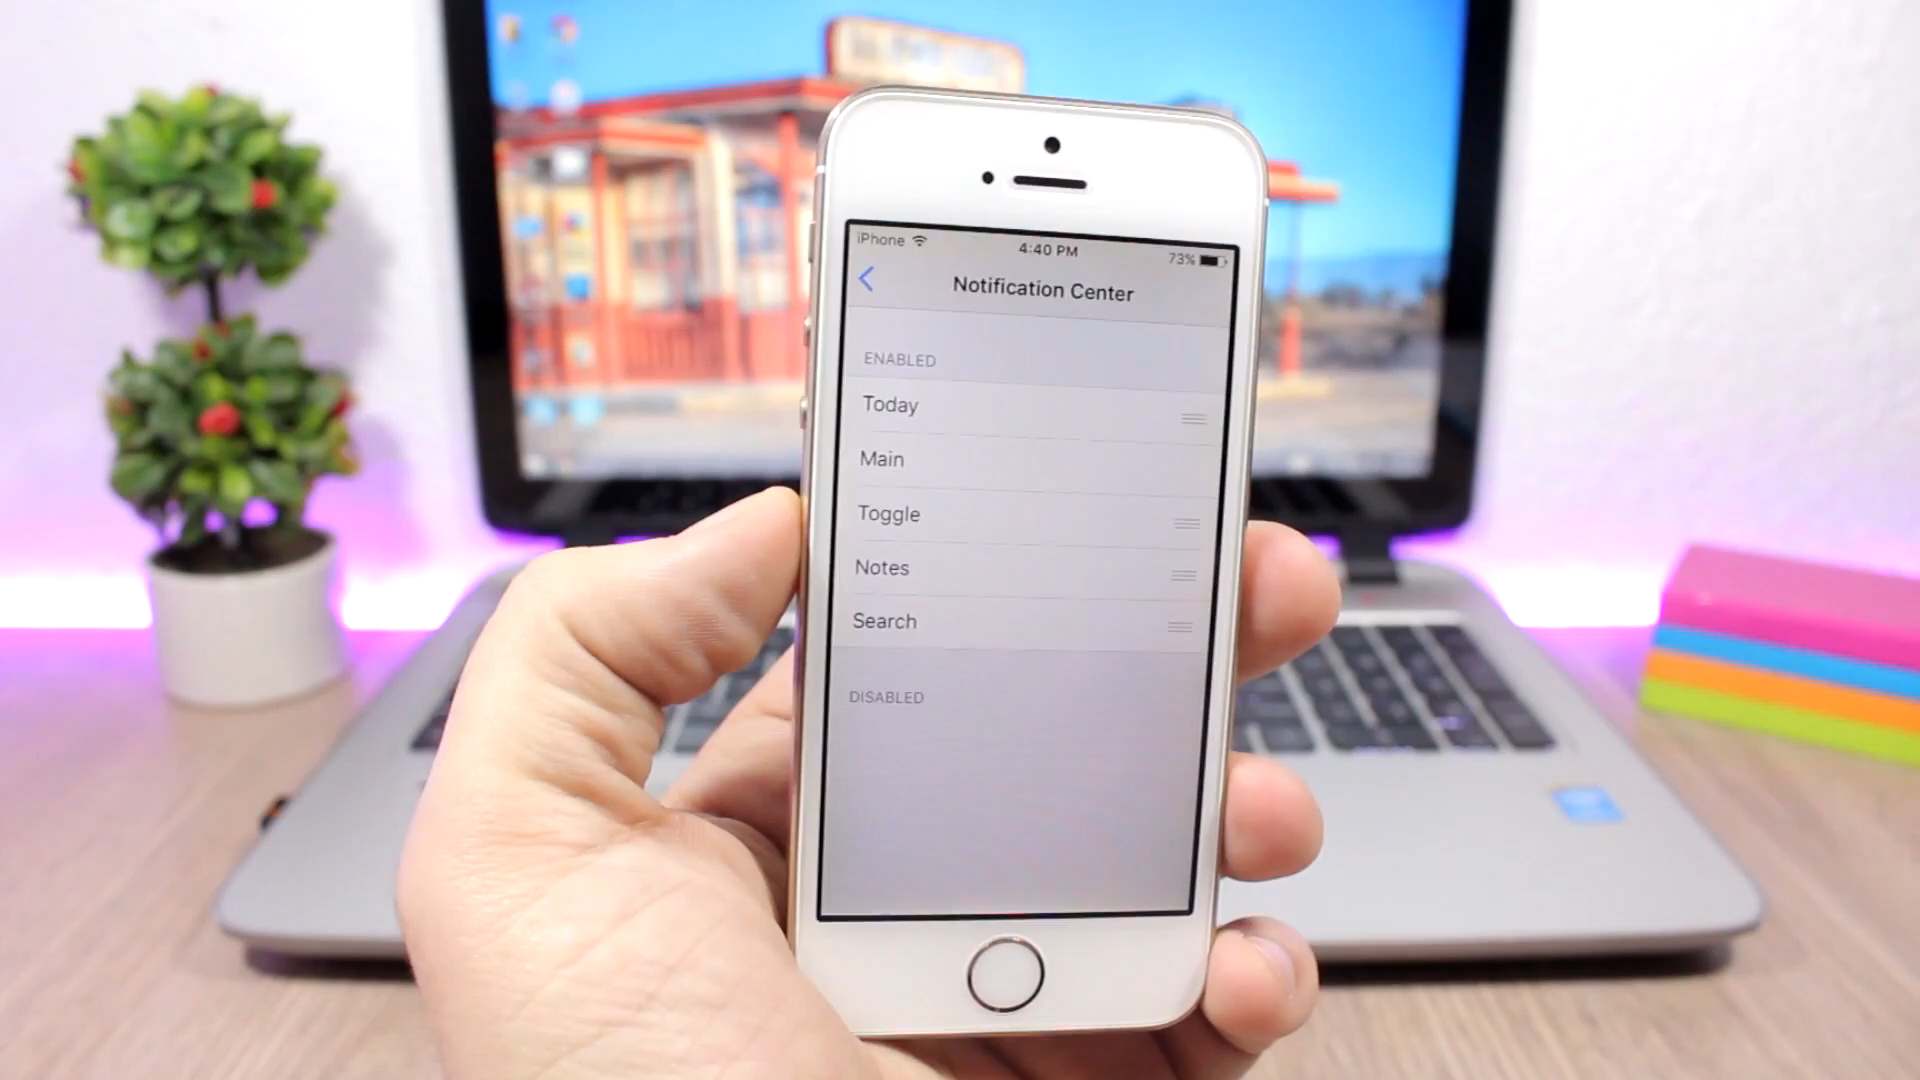 iPhone
4:40 PM
73%
Notification Center
ENABLED
Today
Main
Toggle
Notes
Search
DISABLED